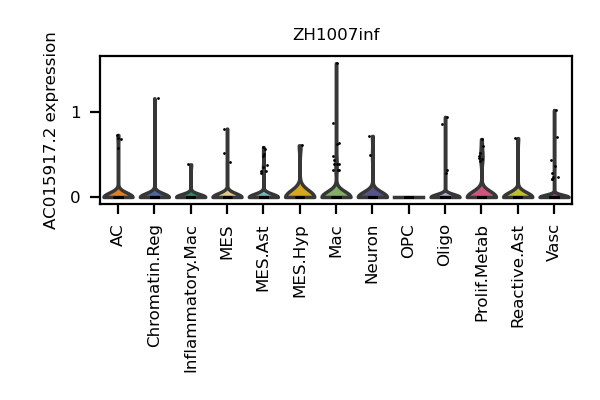 ZH1007inf
AC015917.2 expression
1
0
AC
Chromatin.Reg
Inflammatory.Mac
MES
MES.Ast
MES.Hyp
Mac
Neuron
OPC
Oligo
Prolif.Metab
Reactive.Ast
Vasc